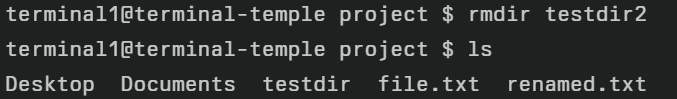 terminal1@terminal-temple project $ rmdir testdir2
terminal1@terminal-temple project $ ls
Desktop  Documents  testdir  file.txt  renamed.txt